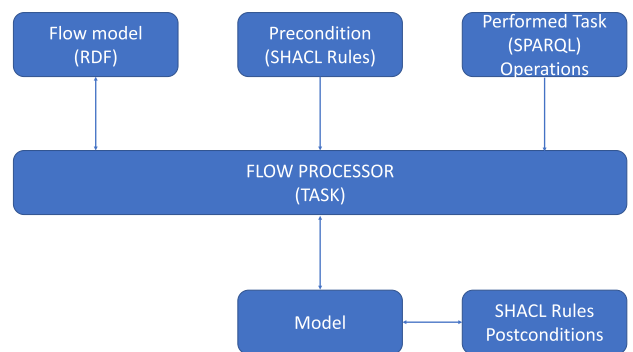 Flow model
(RDF)
Precondition
(SHACL Rules)
Performed Task
(SPARQL)
Operations
FLOW PROCESSOR
(TASK)
Model
SHACL Rules
Postconditions